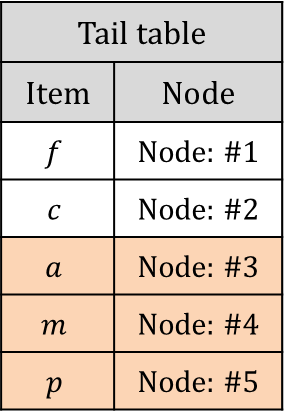 Tail table
Item Node
f Node: #1
c Node: #2
a Node: #3
m Node: #4
p Node: #5